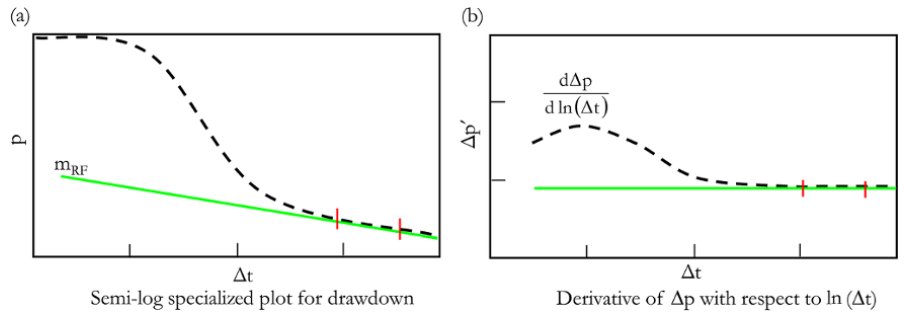 (a)
p
m_RF
Δt
Semi-log specialized plot for drawdown
(b)
Δp′
dΔp
d ln(Δt)
Δt
Derivative of Δp with respect to ln (Δt)